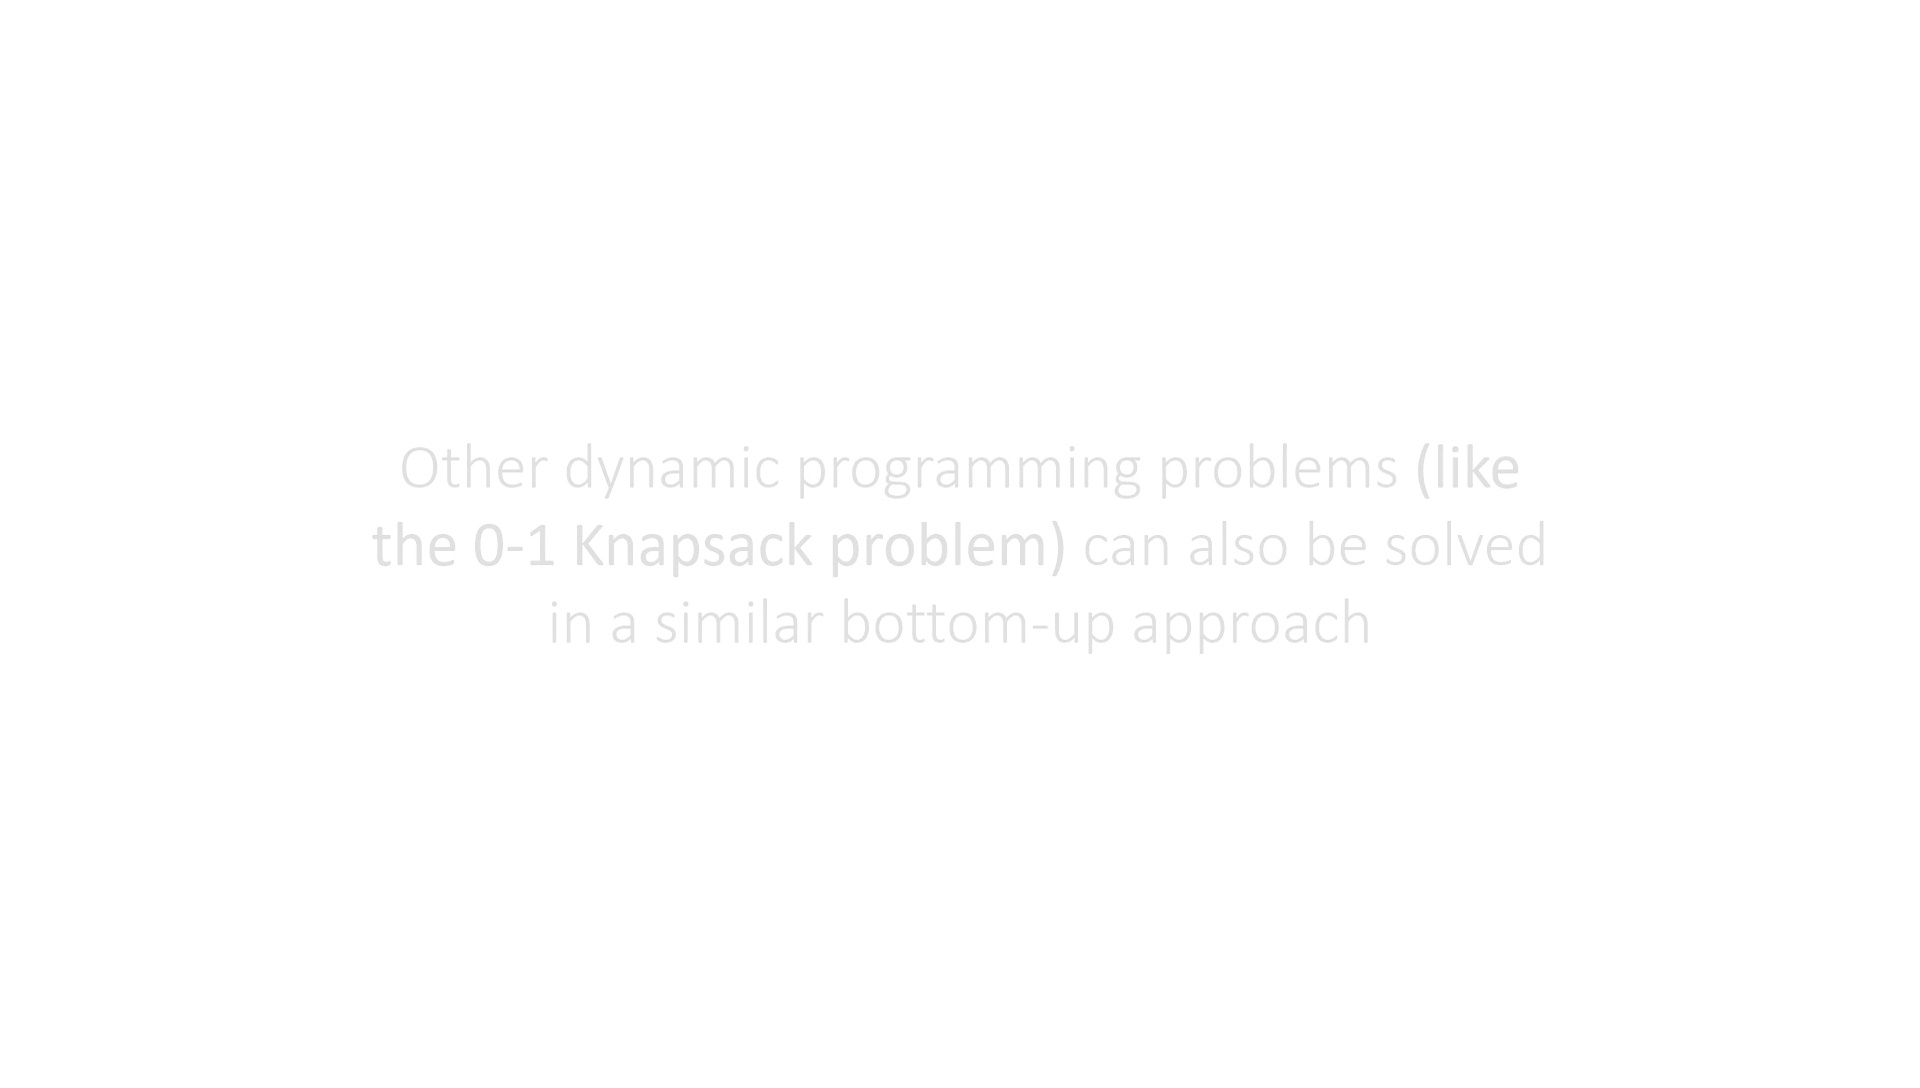 Other dynamic programming problems (like
the 0-1 Knapsack problem) can also be solved
in a similar bottom-up approach